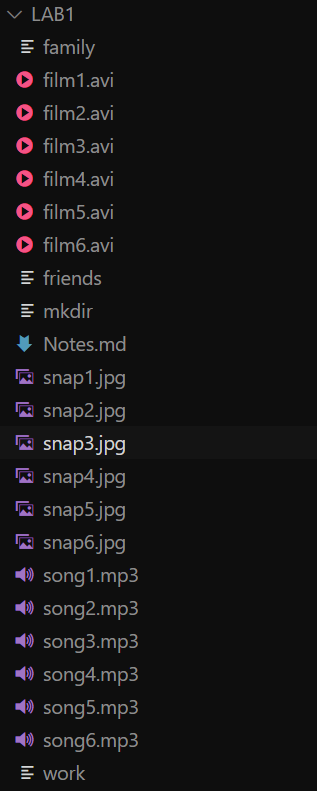 LAB1
family
film1.avi
film2.avi
film3.avi
film4.avi
film5.avi
film6.avi
friends
mkdir
Notes.md
snap1.jpg
snap2.jpg
snap3.jpg
snap4.jpg
snap5.jpg
snap6.jpg
song1.mp3
song2.mp3
song3.mp3
song4.mp3
song5.mp3
song6.mp3
work